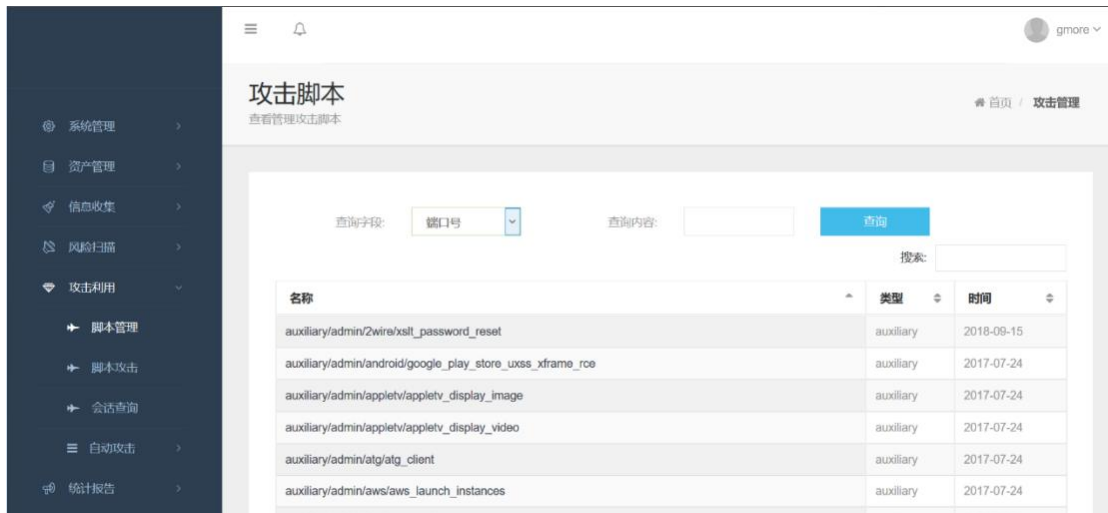 gmore
系统管理
资产管理
信息收集
风险扫描
攻击利用
脚本管理
脚本攻击
会话查询
自动攻击
统计报告
攻击脚本
查看管理攻击脚本
首页 / 攻击管理
查询字段: 端口号 查询内容: 查询
搜索:
名称 类型 时间
auxiliary/admin/2wire/xslt_password_reset auxiliary 2018-09-15
auxiliary/admin/android/google_play_store_uxss_xframe_rce auxiliary 2017-07-24
auxiliary/admin/appletv/appletv_display_image auxiliary 2017-07-24
auxiliary/admin/appletv/appletv_display_video auxiliary 2017-07-24
auxiliary/admin/atg/atg_client auxiliary 2017-07-24
auxiliary/admin/aws/aws_launch_instances auxiliary 2017-07-24